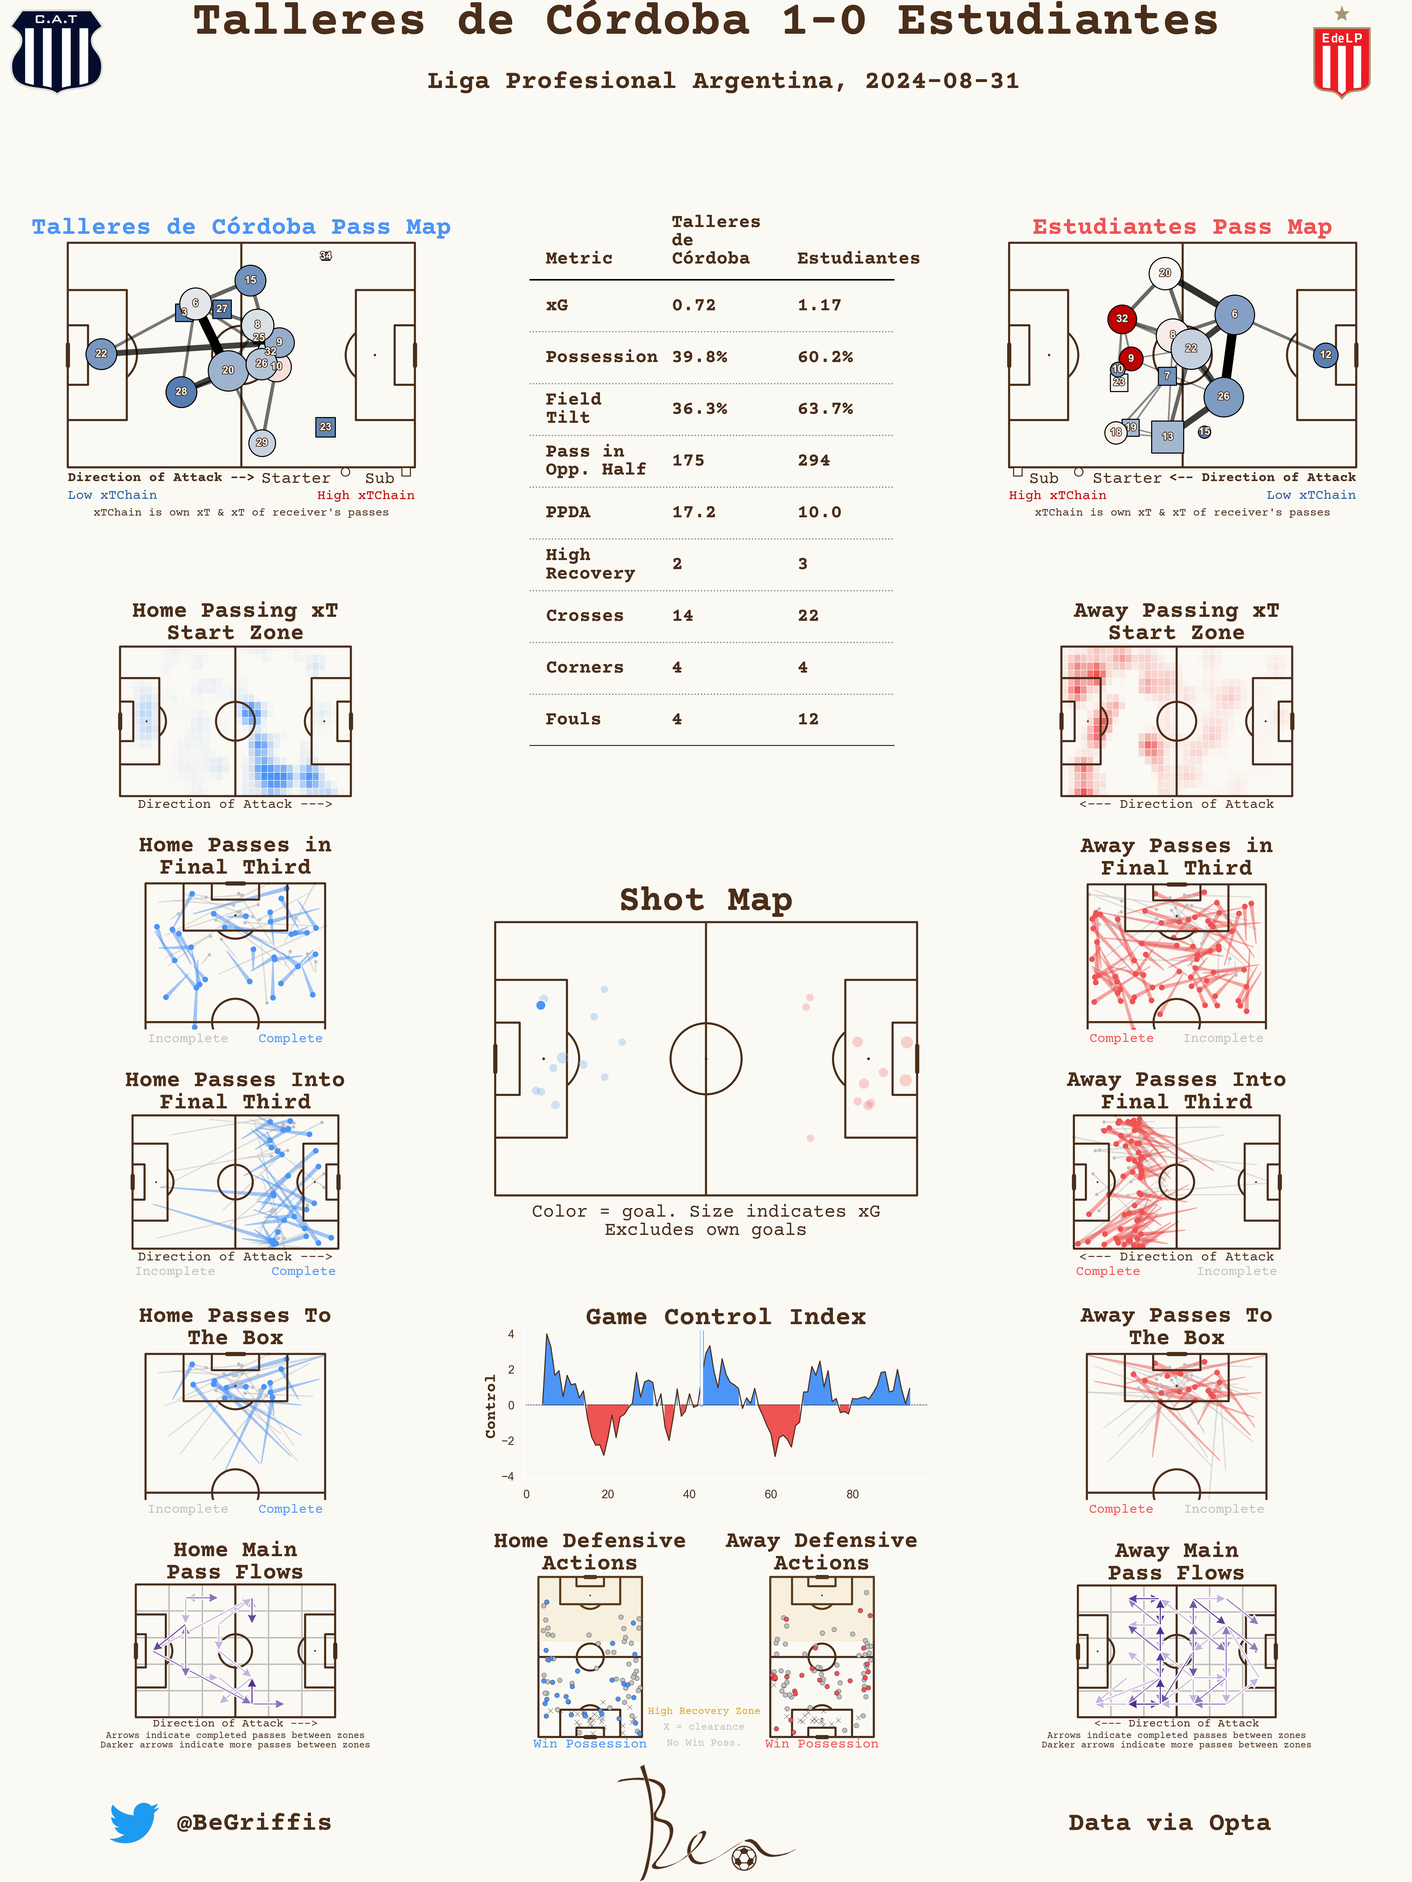 Talleres de Córdoba 1-0 Estudiantes
C.A.T
EdeLP
Liga Profesional Argentina, 2024-08-31
Talleres de Córdoba Pass Map
34
15
6
3
27
8
25
9
32
22
26
10
20
28
23
29
Direction of Attack --> Starter Sub
Low xTChain High xTChain
xTChain is own xT & xT of receiver's passes
Metric Talleres de Córdoba Estudiantes
xG 0.72 1.17
Possession 39.8% 60.2%
Field Tilt 36.3% 63.7%
Pass in Opp. Half 175 294
PPDA 17.2 10.0
High Recovery 2 3
Crosses 14 22
Corners 4 4
Fouls 4 12
Estudiantes Pass Map
20
6
32
8
22
9
12
10
7
23
26
18
19
13
15
Sub Starter <-- Direction of Attack
High xTChain Low xTChain
xTChain is own xT & xT of receiver's passes
Home Passing xT
Start Zone
Direction of Attack --->
Away Passing xT
Start Zone
<--- Direction of Attack
Home Passes in
Final Third
Incomplete Complete
Away Passes in
Final Third
Complete Incomplete
Shot Map
Color = goal. Size indicates xG
Excludes own goals
Home Passes Into
Final Third
Direction of Attack --->
Incomplete Complete
Away Passes Into
Final Third
<--- Direction of Attack
Complete Incomplete
Home Passes To
The Box
Incomplete Complete
Game Control Index
Control
4
2
0
−2
−4
0 20 40 60 80
Away Passes To
The Box
Complete Incomplete
Home Main
Pass Flows
Direction of Attack --->
Arrows indicate completed passes between zones
Darker arrows indicate more passes between zones
Home Defensive
Actions
Win Possession
Away Defensive
Actions
Win Possession
High Recovery Zone
X = clearance
No Win Poss.
Away Main
Pass Flows
<--- Direction of Attack
Arrows indicate completed passes between zones
Darker arrows indicate more passes between zones
@BeGriffis
Ben
Data via Opta